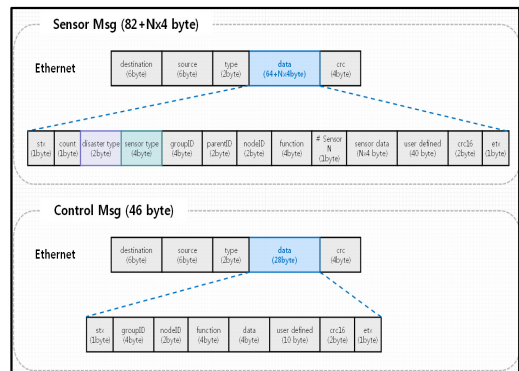 Sensor Msg (82+Nx4 byte)
Ethernet
destination (6byte)
source (6byte)
type (2byte)
data (64+Nx4byte)
crc (4byte)
stx (1byte)
count (1byte)
disaster type (2byte)
sensor type (4byte)
groupID (4byte)
parentID (2byte)
nodeID (2byte)
function (4byte)
# Sensor N (1byte)
sensor data (Nx4 byte)
user defined (40 byte)
crc16 (2byte)
etx (1byte)
Control Msg (46 byte)
Ethernet
destination (6byte)
source (6byte)
type (2byte)
data (28byte)
crc (4byte)
stx (1byte)
groupID (4byte)
nodeID (2byte)
function (4byte)
data (4byte)
user defined (10 byte)
crc16 (2byte)
etx (1byte)